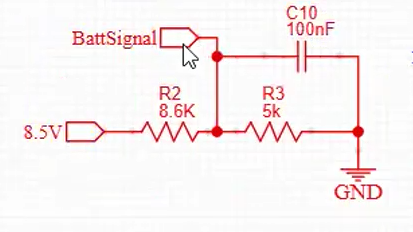 C10
100nF
BattSignal
R2
8.6K
R3
5k
8.5V
GND